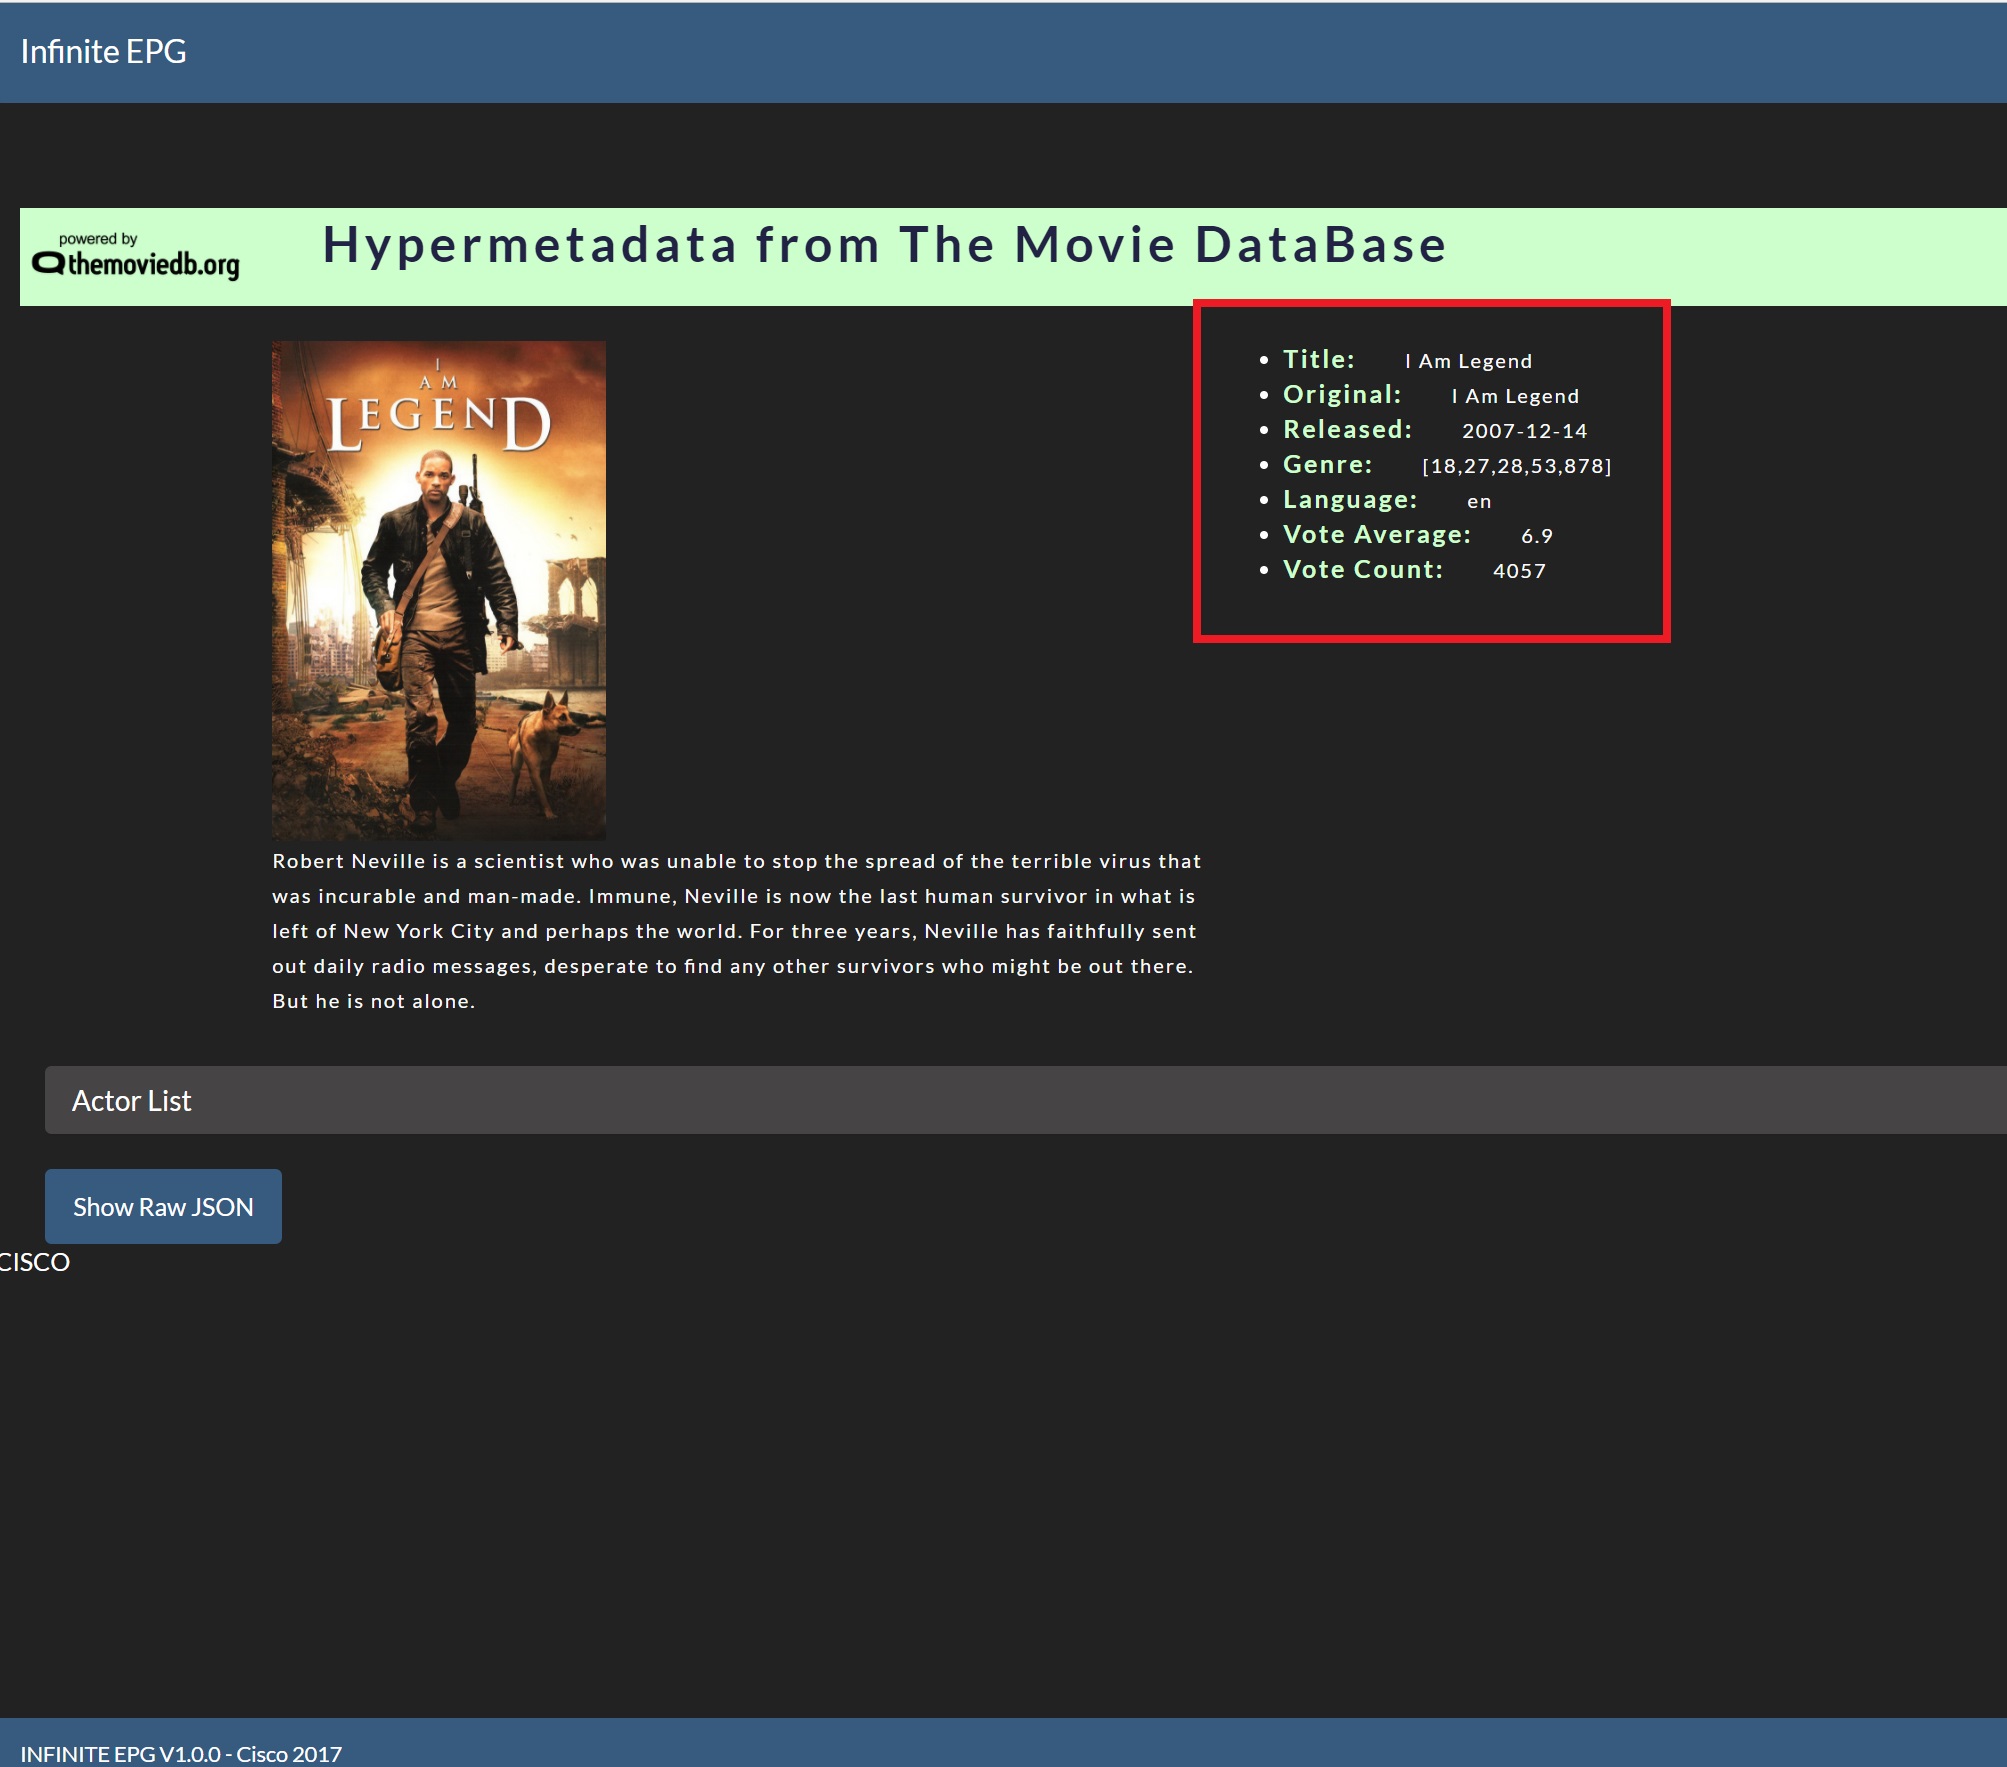 Infinite EPG
powered by
themoviedb.org
Hypermetadata from The Movie DataBase
I
AM
LEGEND
Title: I Am Legend
Original: I Am Legend
Released: 2007-12-14
Genre: [18,27,28,53,878]
Language: en
Vote Average: 6.9
Vote Count: 4057
Robert Neville is a scientist who was unable to stop the spread of the terrible virus that
was incurable and man-made. Immune, Neville is now the last human survivor in what is
left of New York City and perhaps the world. For three years, Neville has faithfully sent
out daily radio messages, desperate to find any other survivors who might be out there.
But he is not alone.
Actor List
Show Raw JSON
CISCO
INFINITE EPG V1.0.0 - Cisco 2017